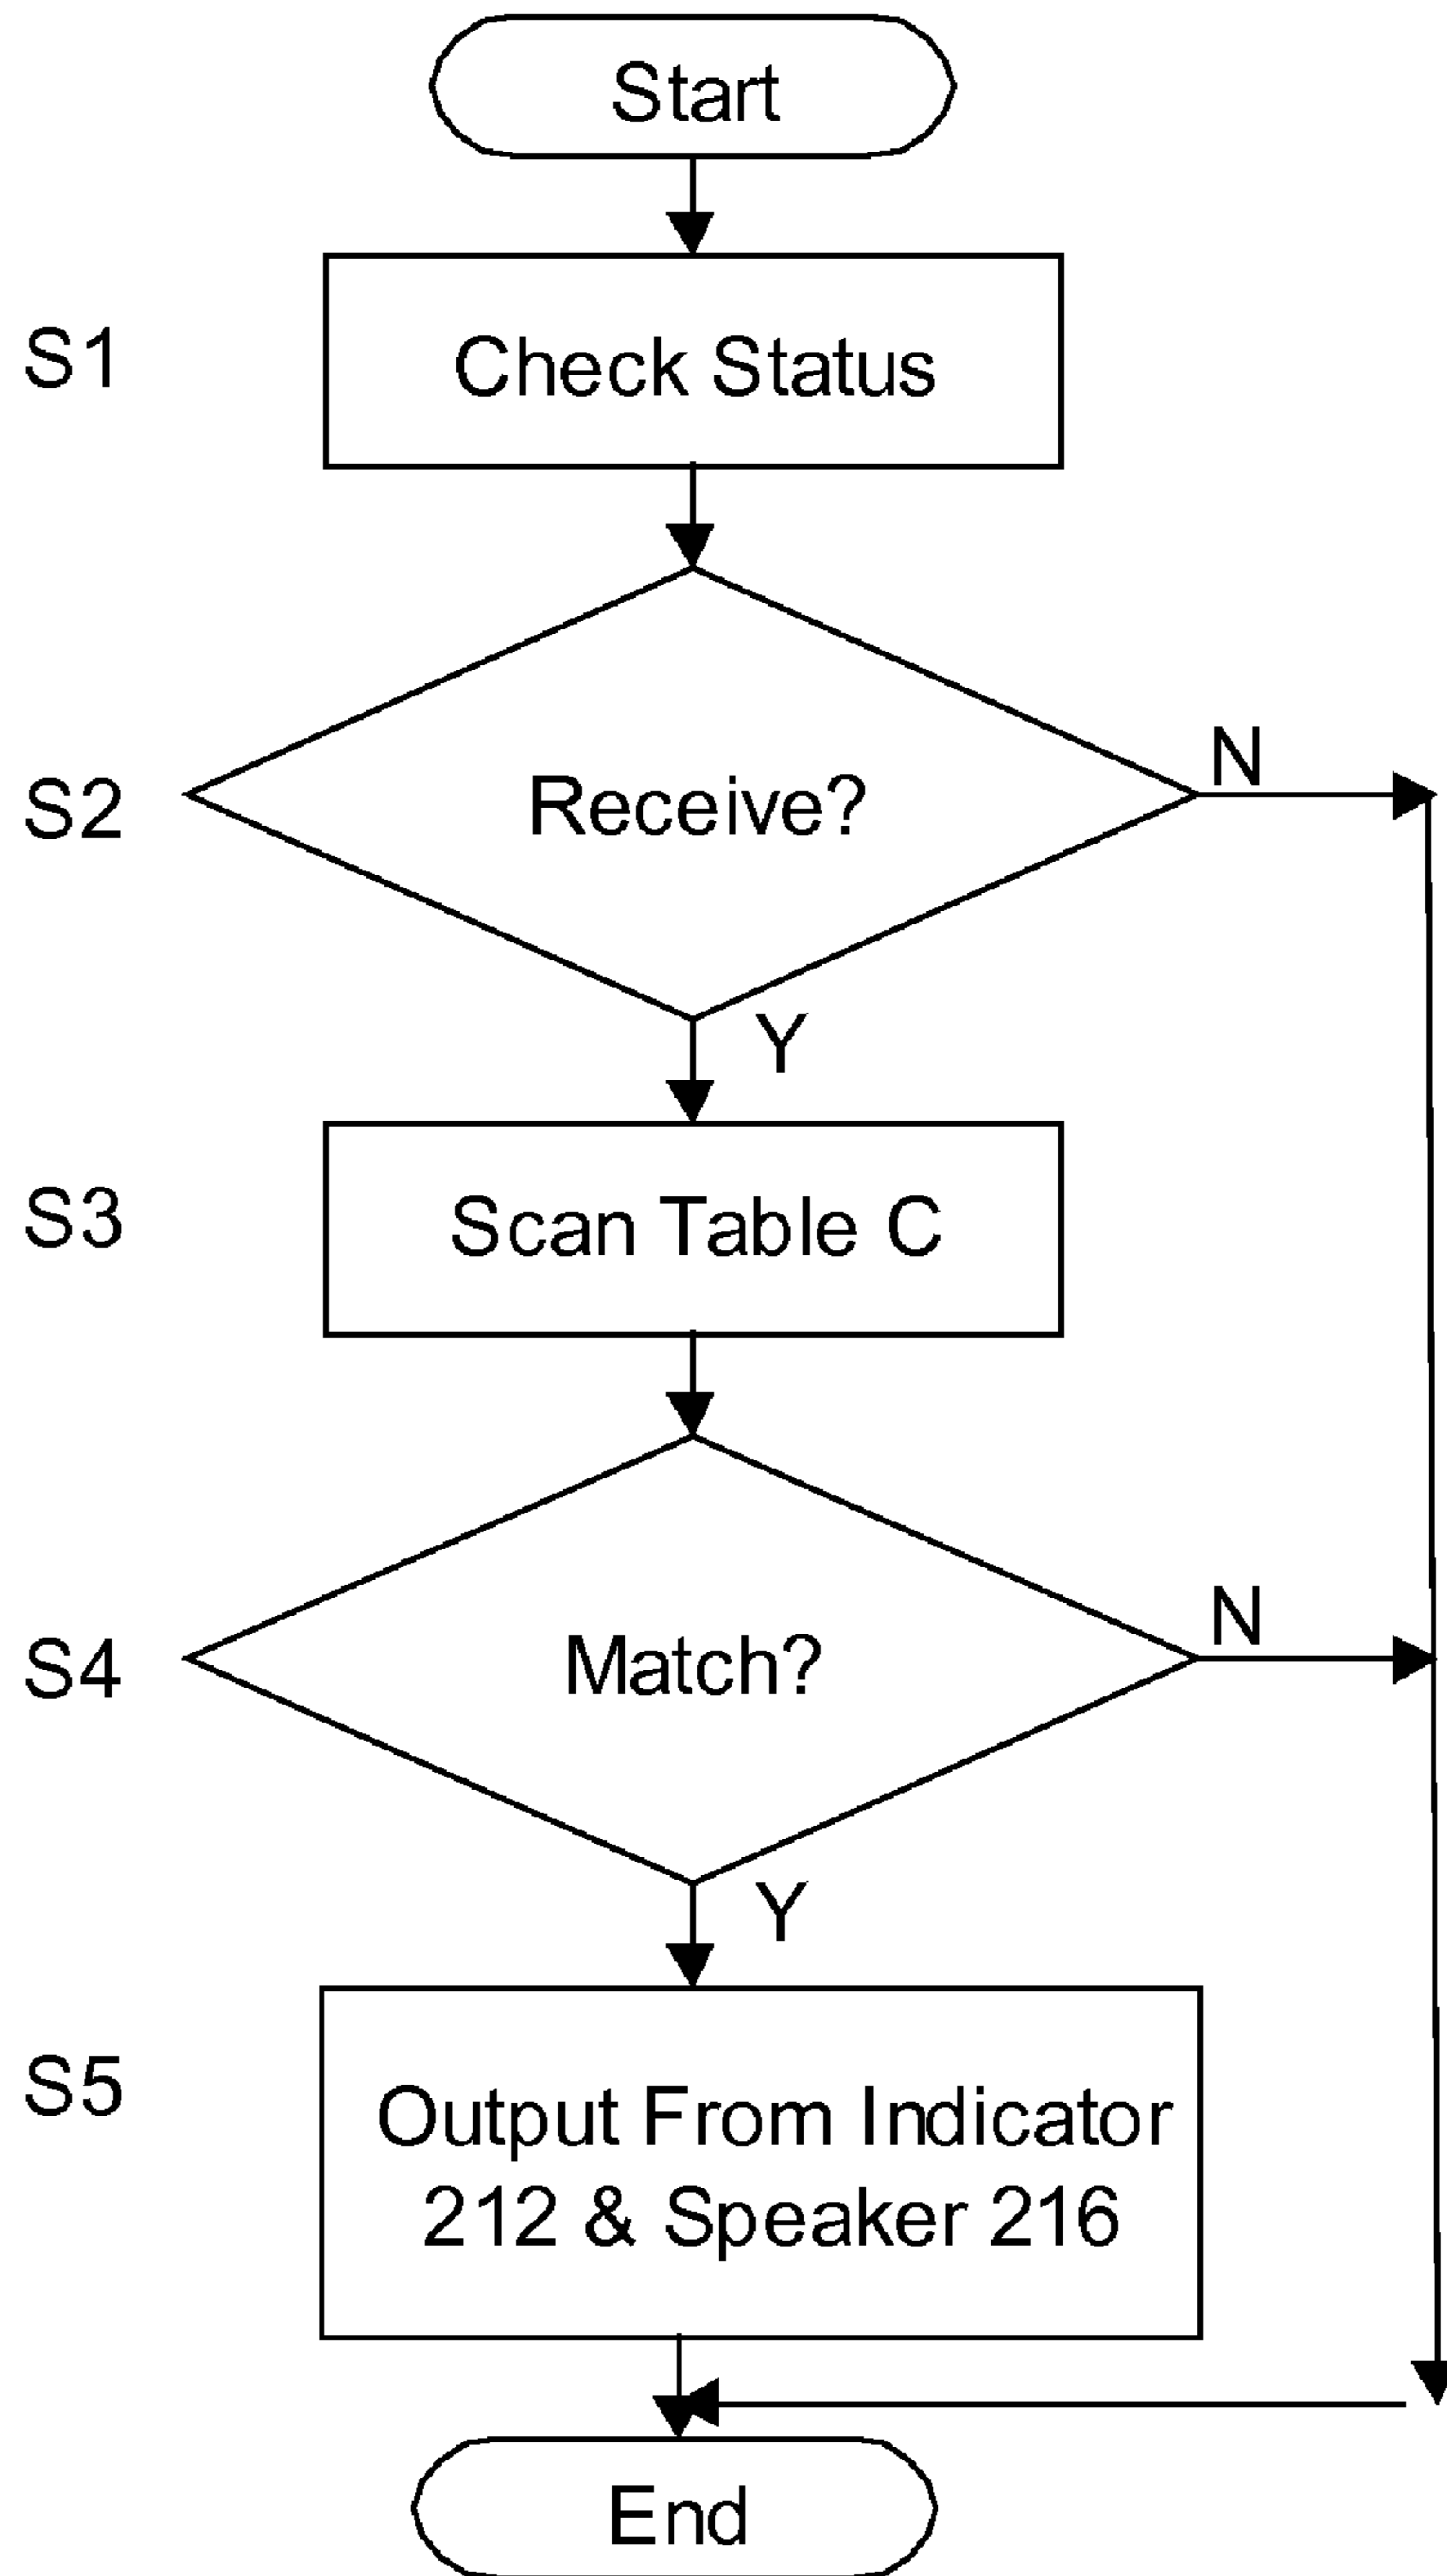 Start
S1
Check Status
S2
Receive?
N
Y
S3
Scan Table C
S4
Match?
N
Y
S5
Output From Indicator
212 & Speaker 216
End